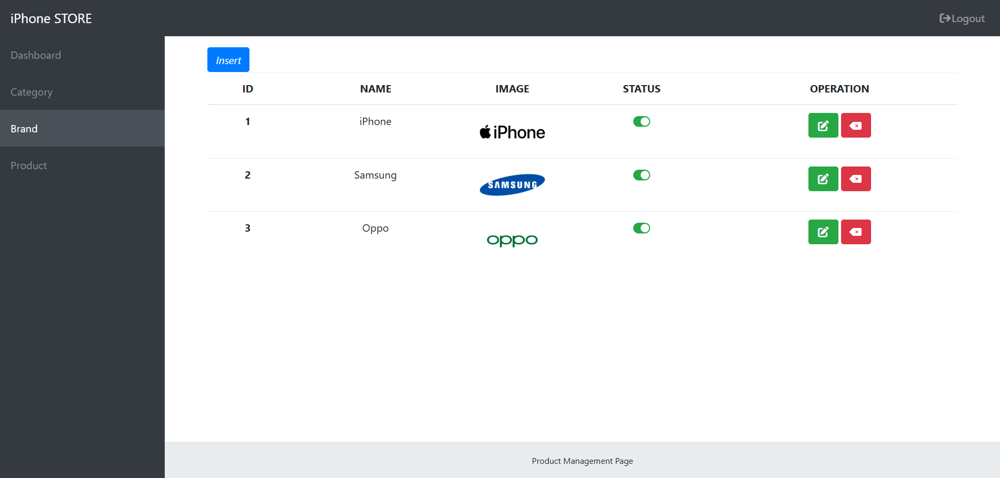 iPhone STORE
Logout
Dashboard
Category
Brand
Product
Insert
ID NAME IMAGE STATUS OPERATION
1 iPhone iPhone
2 Samsung SAMSUNG
3 Oppo oppo
Product Management Page